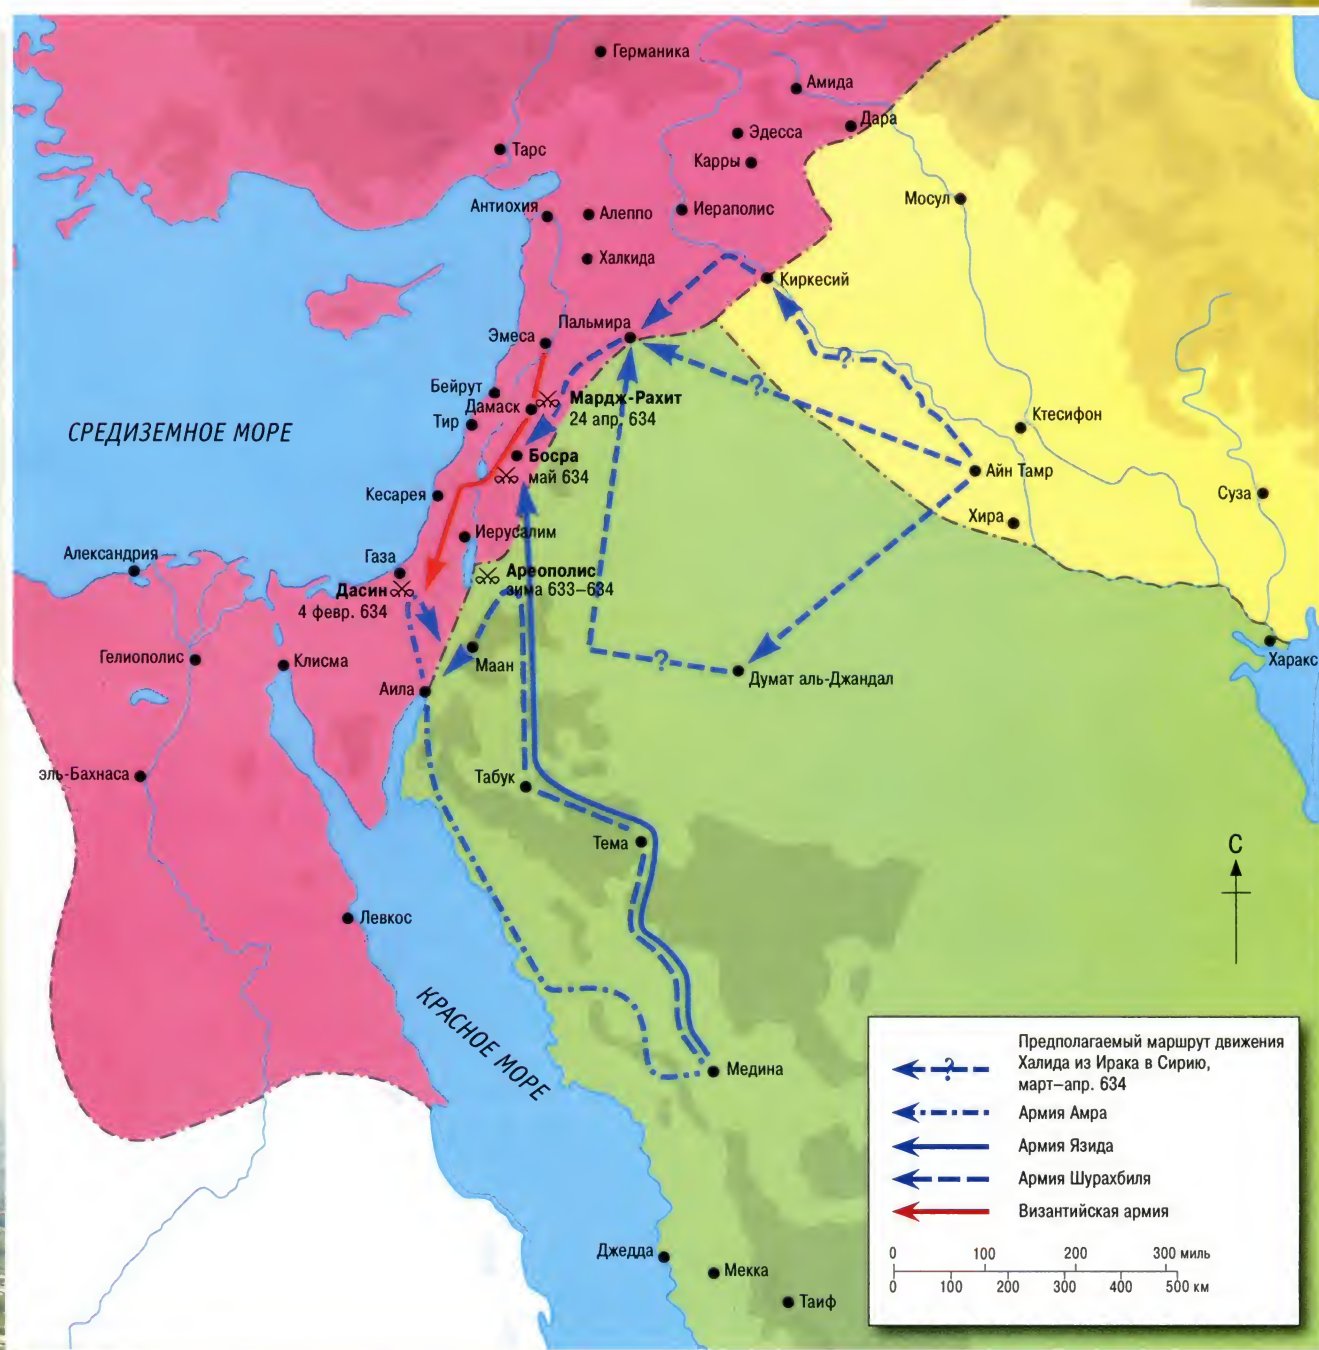 Германика
Амида
Дара
Эдесса
Карры
Тарс
Мосул
Антиохия
Алеппо
Иераполис
Халкида
Киркесий
Пальмира
Эмеса
?
?
Бейрут
Дамаск
Мардж-Рахит
24 апр. 634
Тир
Ктесифон
СРЕДИЗЕМНОЕ МОРЕ
Босра
май 634
Айн Тамр
Кесарея
Суза
Хира
Иерусалим
Александрия
Газа
Ареополис
зима 633–634
Дасин
4 февр. 634
Гелиополис
Клисма
Маан
?
Думат аль-Джандал
Харакс
Аила
эль-Бахнаса
Табук
Тема
С
Левкос
КРАСНОЕ МОРЕ
Медина
Джедда
Мекка
Таиф
?
Предполагаемый маршрут движения
Халида из Ирака в Сирию,
март–апр. 634
Армия Амра
Армия Язида
Армия Шурахбиля
Византийская армия
0 100 200 300 миль
0 100 200 300 400 500 км